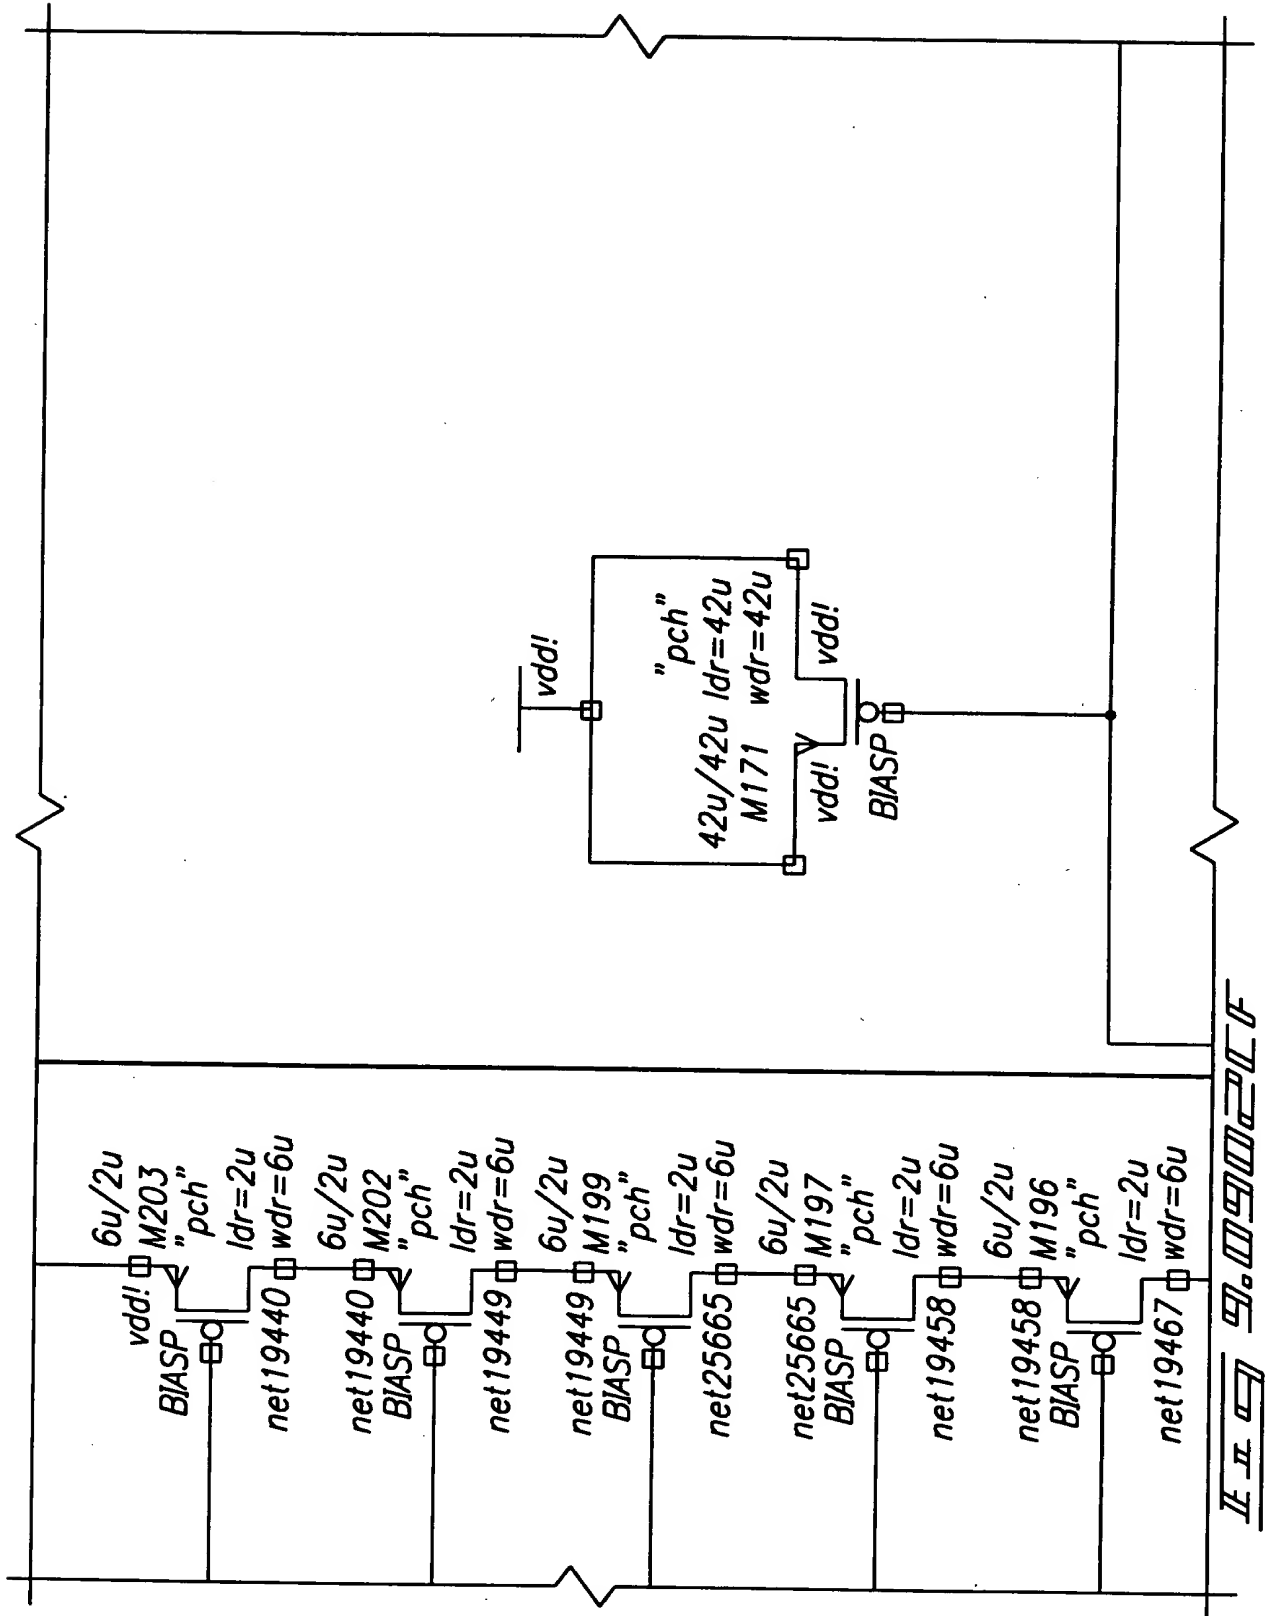 6u/2u
M203
"pch"
ldr=2u
wdr=6u
vdd!
BIASP
net19440
6u/2u
M202
"pch"
ldr=2u
wdr=6u
net19440
BIASP
net19449
6u/2u
M199
"pch"
ldr=2u
wdr=6u
net19449
BIASP
net25665
6u/2u
M197
"pch"
ldr=2u
wdr=6u
net25665
BIASP
net19458
6u/2u
M196
"pch"
ldr=2u
wdr=6u
net19458
BIASP
net19467
vdd!
"pch"
42u/42u ldr=42u
M171 wdr=42u
vdd! vdd!
BIASP